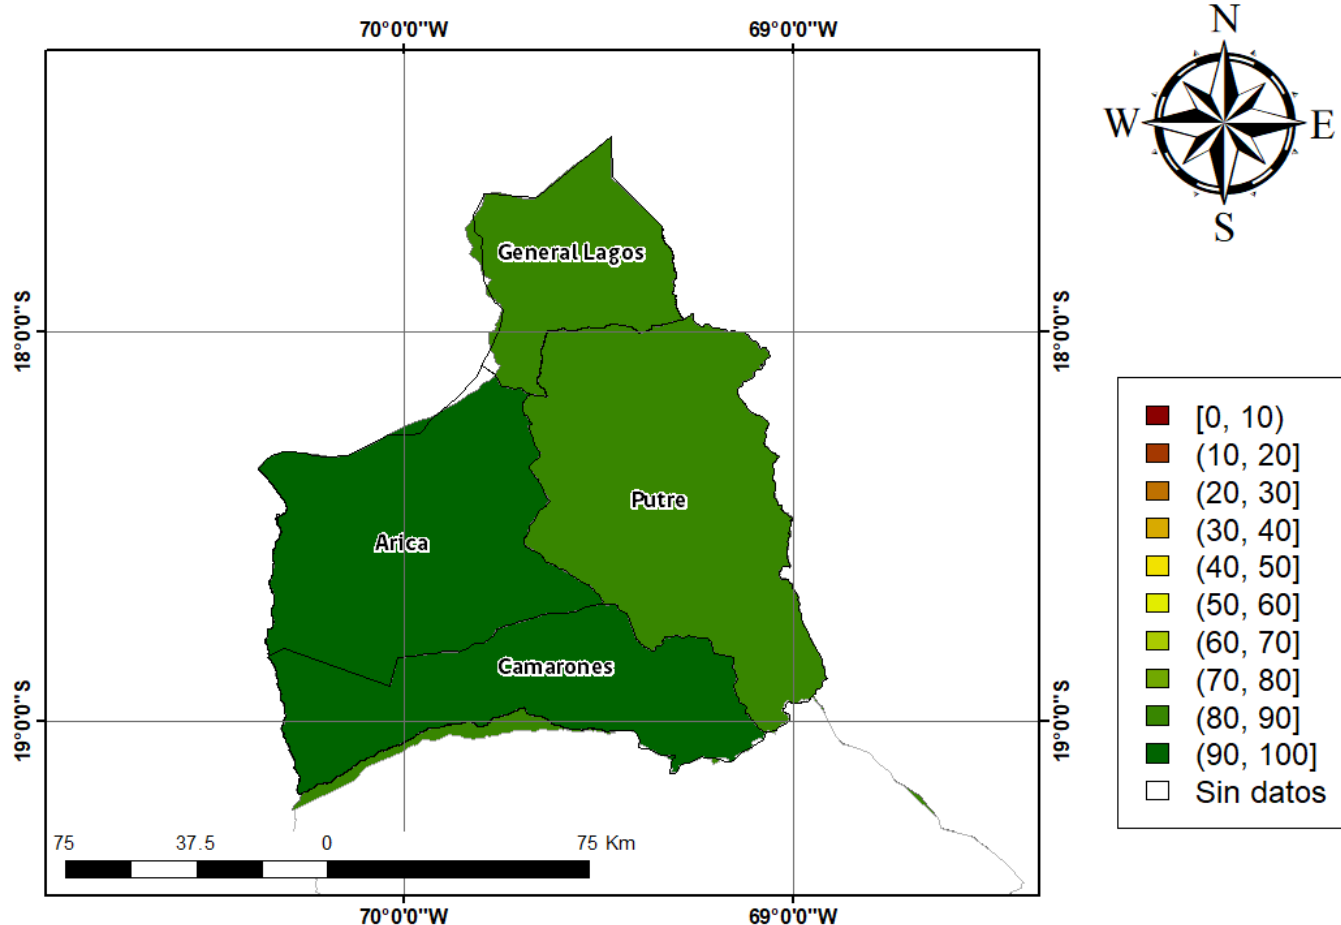 70°0'0"W
69°0'0"W
N
W
E
S
General Lagos
18°0'0"S
18°0'0"S
Putre
Arica
Camarones
19°0'0"S
19°0'0"S
75
37.5
0
75 Km
70°0'0"W
69°0'0"W
[0, 10)
(10, 20]
(20, 30]
(30, 40]
(40, 50]
(50, 60]
(60, 70]
(70, 80]
(80, 90]
(90, 100]
Sin datos